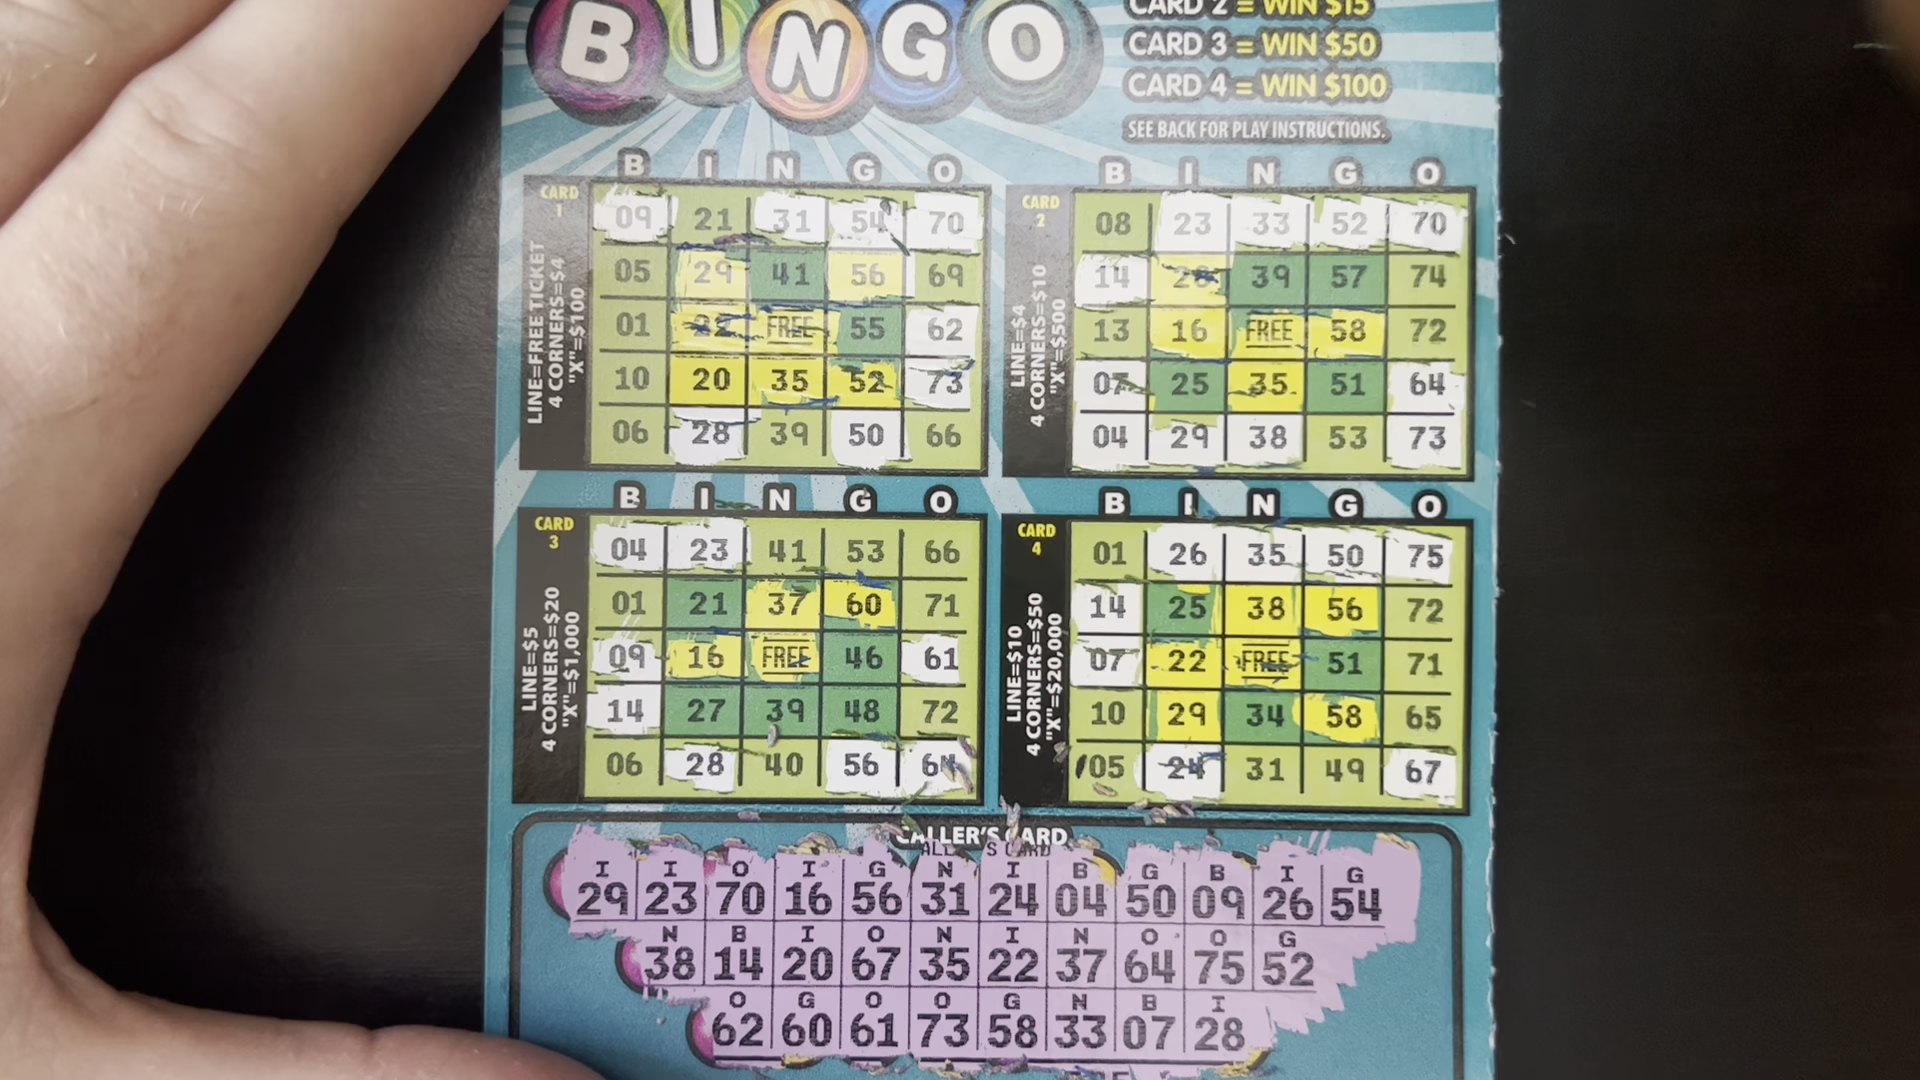 BINGO
CARD 2 = WIN $15
CARD 3 = WIN $50
CARD 4 = WIN $100
SEE BACK FOR PLAY INSTRUCTIONS.
CARD 1
LINE=FREE TICKET
4 CORNERS=$4
"X"=$100
B I N G O
09 21 31 54 70
05 29 41 56 69
01 22 FREE 55 62
10 20 35 52 73
06 28 39 50 66
CARD 2
LINE=$4
4 CORNERS=$10
"X"=$500
B I N G O
08 23 33 52 70
14 39 57 74
13 16 FREE 58 72
07 25 35 51 64
04 29 38 53 73
CARD 3
LINE=$5
4 CORNERS=$20
"X"=$1,000
B I N G O
04 23 41 53 66
01 21 37 60 71
09 16 FREE 46 61
14 27 39 48 72
06 28 40 56 64
CARD 4
LINE=$10
4 CORNERS=$50
"X"=$20,000
B I N G O
01 26 35 50 75
14 25 38 56 72
07 22 FREE 51 71
10 29 34 58 65
05 24 31 49 67
CALLER'S CARD
I I O I G N I B G B I G
29 23 70 16 56 31 24 04 50 09 26 54
N B I O N I N O O G
38 14 20 67 35 22 37 64 75 52
O G O O G N B I
62 60 61 73 58 33 07 28